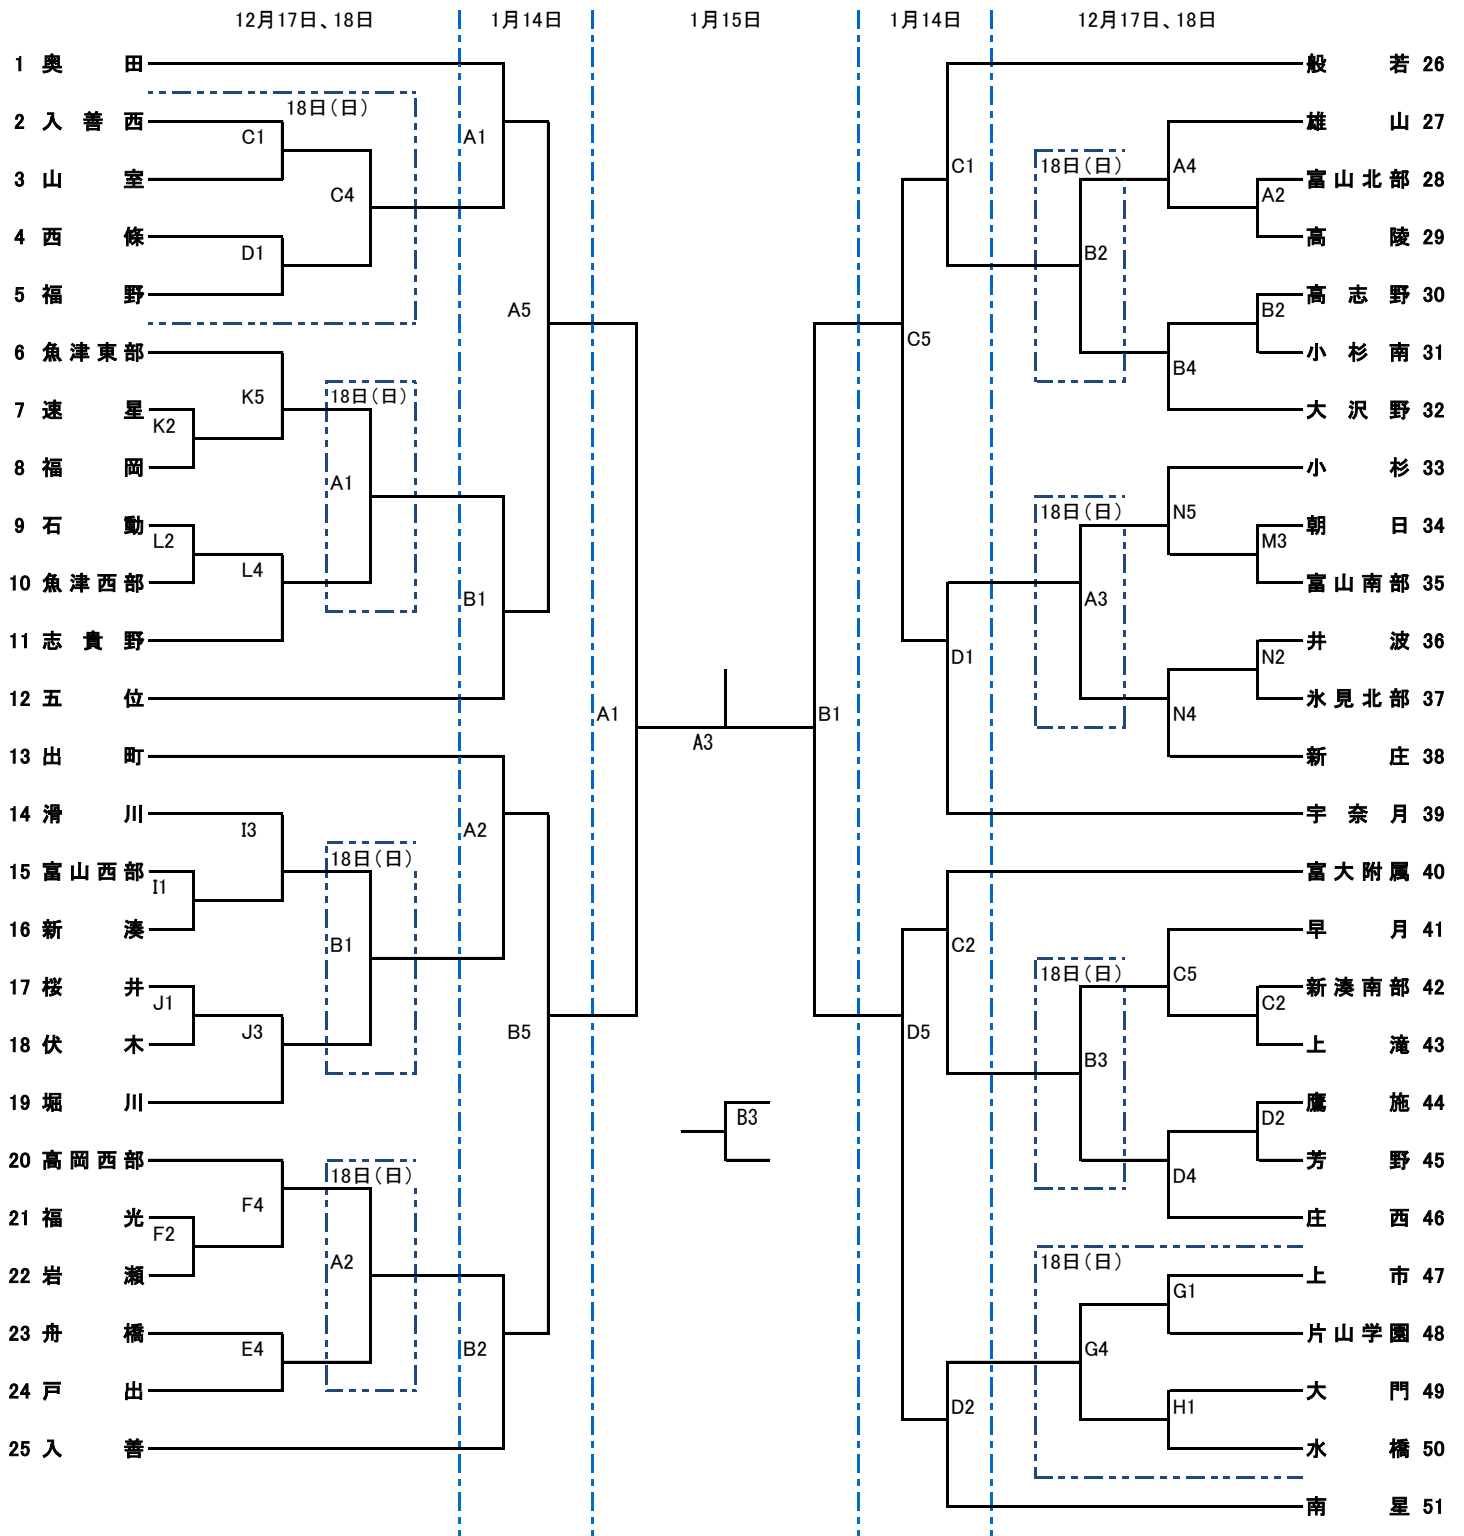 12月17日、18日 1月14日 1月15日 1月14日 12月17日、18日
1 奥田
18日(日)
2 入善西
C1
3 山室
C4
4 西條
D1
5 福野
A1
6 魚津東部
K5
18日(日)
7 速星
K2
8 福岡
A1
9 石動
L2
10 魚津西部
L4
11 志貴野
B1
12 五位
A5
13 出町
14 滑川
I3
A2
18日(日)
15 富山西部
I1
16 新湊
B1
17 桜井
J1
18 伏木
J3
19 堀川
B5
20 高岡西部
18日(日)
F4
21 福光
F2
22 岩瀬
A2
23 舟橋
E4
24 戸出
B2
25 入善
A1
A3
B1
B3
般若 26
雄山 27
C1
18日(日)
A4
富山北部 28
A2
高陵 29
B2
高志野 30
B2
小杉南 31
C5
B4
大沢野 32
小杉 33
18日(日)
N5
朝日 34
M3
富山南部 35
A3
井波 36
N2
D1
氷見北部 37
N4
新庄 38
宇奈月 39
富大附属 40
早月 41
C2
18日(日)
C5
新湊南部 42
C2
上滝 43
D5
B3
鷹施 44
D2
芳野 45
D4
庄西 46
18日(日)
上市 47
G1
片山学園 48
G4
大門 49
D2
H1
水橋 50
南星 51